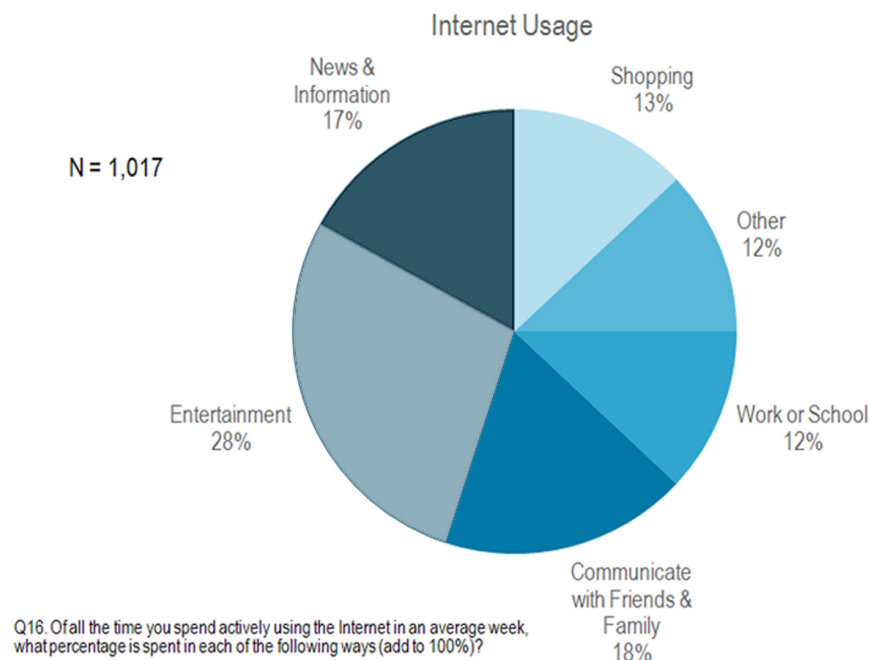 Internet Usage
News &
Information
17%
Shopping
13%
N = 1,017
Other
12%
Entertainment
28%
Work or School
12%
Communicate
with Friends &
Family
18%
Q16. Of all the time you spend actively using the Internet in an average week,
what percentage is spent in each of the following ways (add to 100%)?